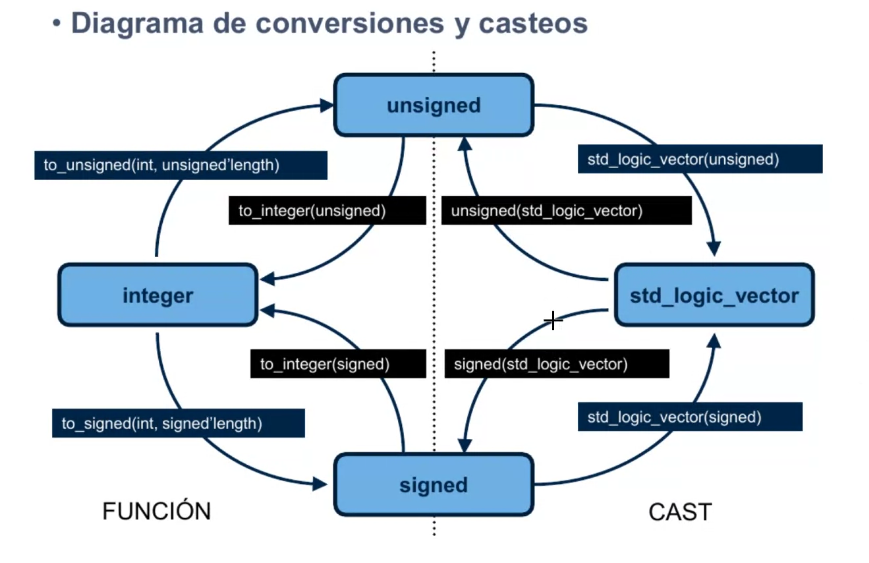 • Diagrama de conversiones y casteos
unsigned
to_unsigned(int, unsigned'length)
std_logic_vector(unsigned)
to_integer(unsigned)
unsigned(std_logic_vector)
integer
std_logic_vector
to_integer(signed)
signed(std_logic_vector)
to_signed(int, signed'length)
std_logic_vector(signed)
signed
FUNCIÓN
CAST